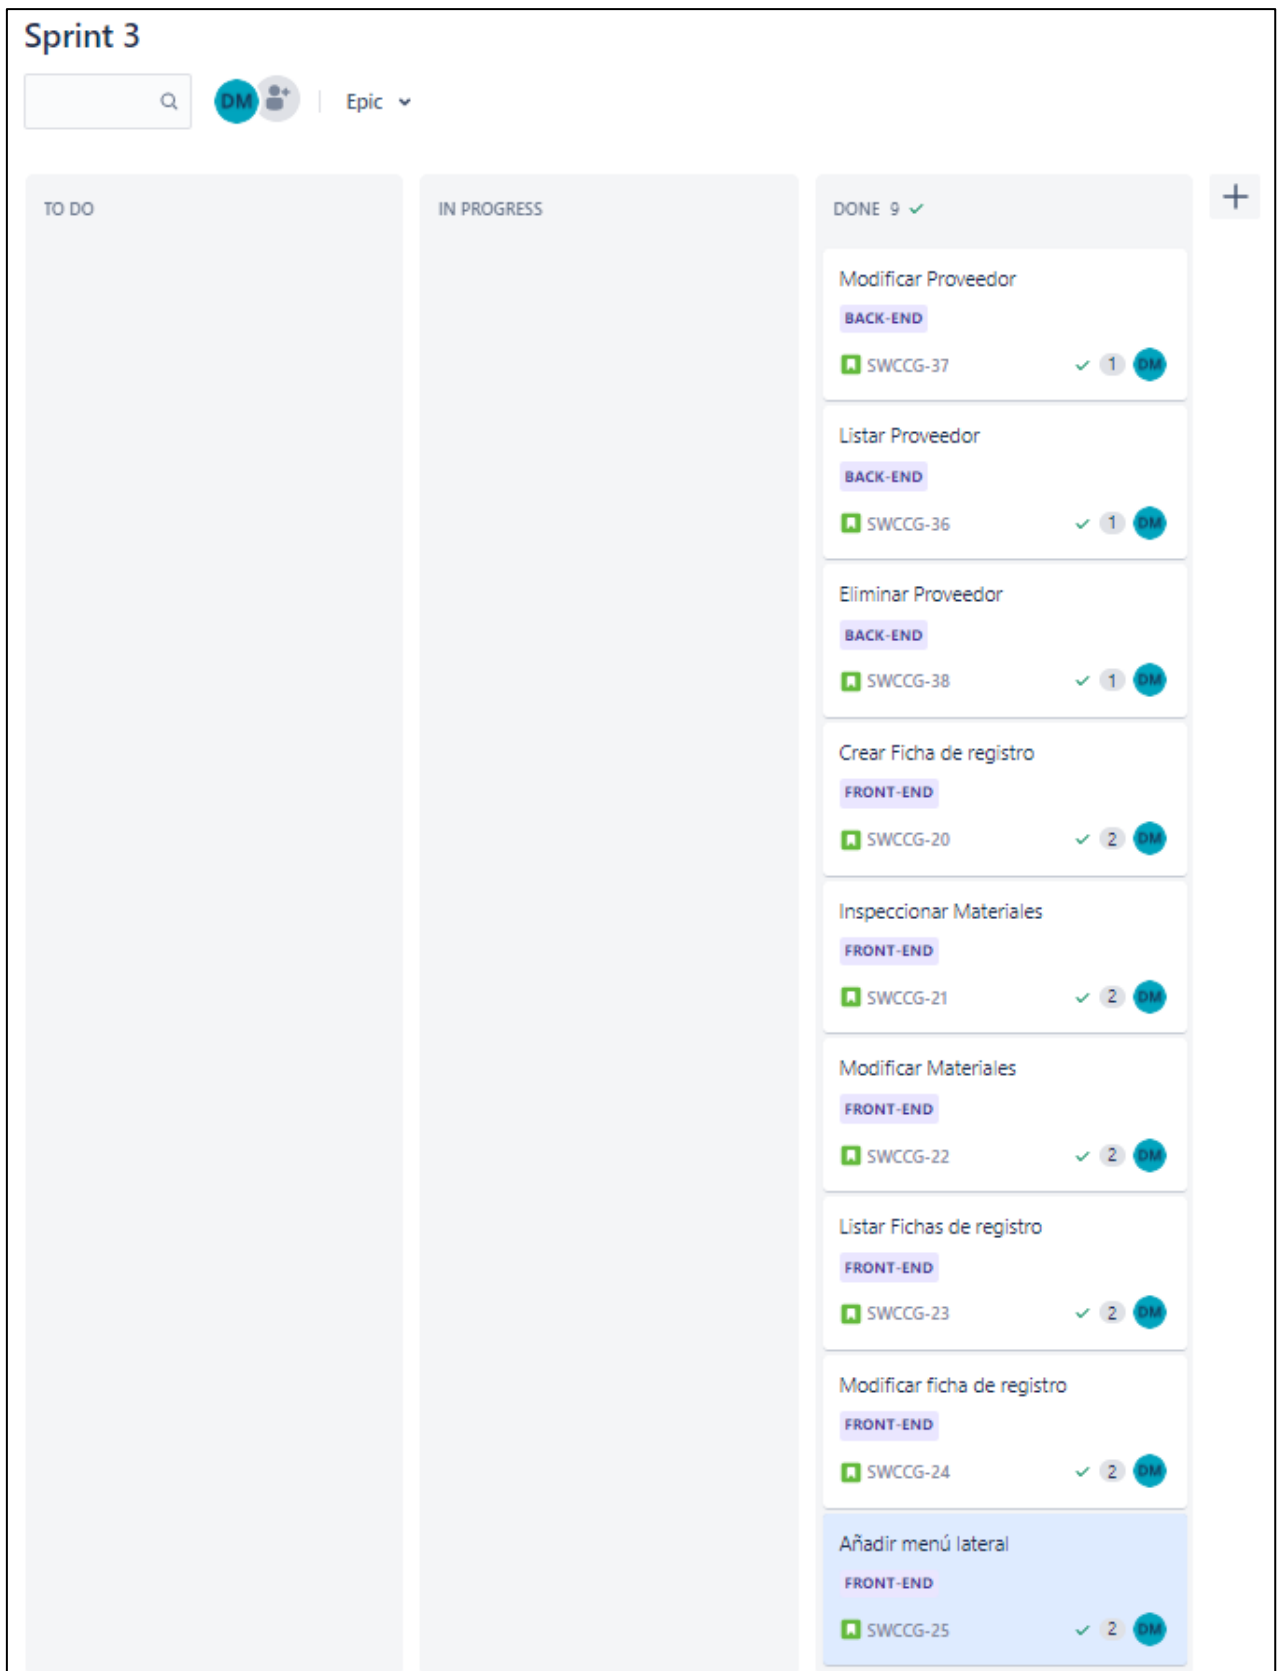 Sprint 3
DM
Epic
TO DO
IN PROGRESS
DONE 9
Modificar Proveedor
BACK-END
SWCCG-37
1 DM
Listar Proveedor
BACK-END
SWCCG-36
1 DM
Eliminar Proveedor
BACK-END
SWCCG-38
1 DM
Crear Ficha de registro
FRONT-END
SWCCG-20
2 DM
Inspeccionar Materiales
FRONT-END
SWCCG-21
2 DM
Modificar Materiales
FRONT-END
SWCCG-22
2 DM
Listar Fichas de registro
FRONT-END
SWCCG-23
2 DM
Modificar ficha de registro
FRONT-END
SWCCG-24
2 DM
Añadir menú lateral
FRONT-END
SWCCG-25
2 DM